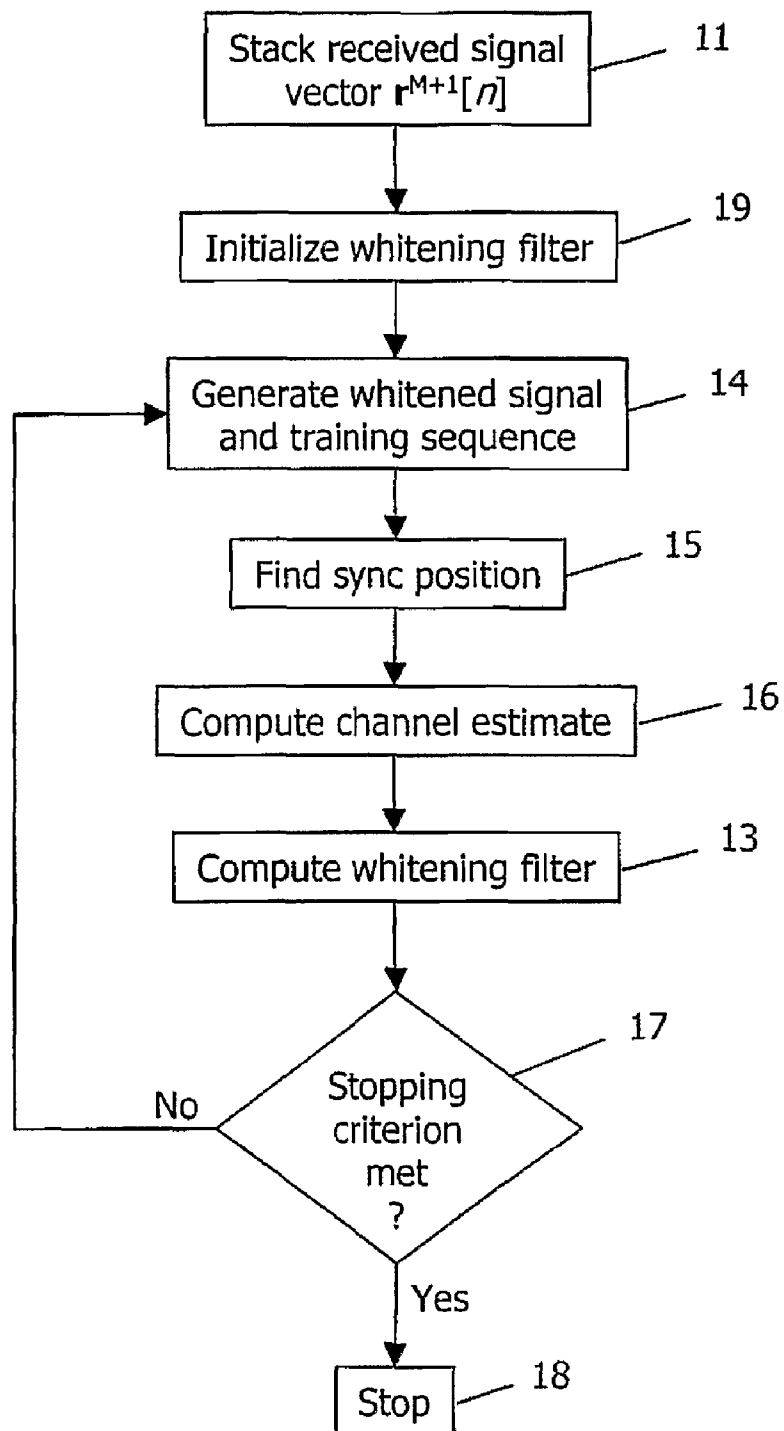 Stack received signal
vector r^{M+1}[n]
11
Initialize whitening filter
19
Generate whitened signal
and training sequence
14
Find sync position
15
Compute channel estimate
16
Compute whitening filter
13
Stopping
criterion
met
?
17
No
Yes
Stop
18